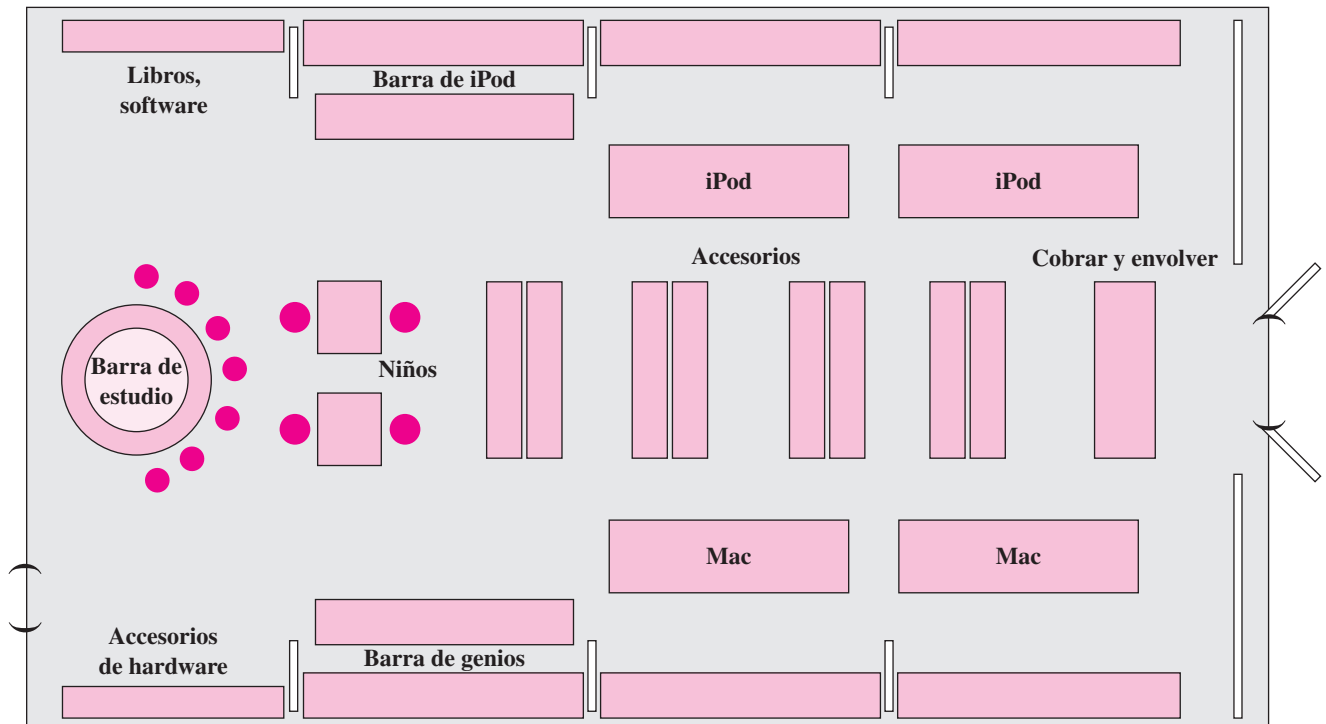 Libros,
software
Barra de iPod
iPod
iPod
Accesorios
Cobrar y envolver
Barra de
estudio
Niños
Mac
Mac
Accesorios
de hardware
Barra de genios